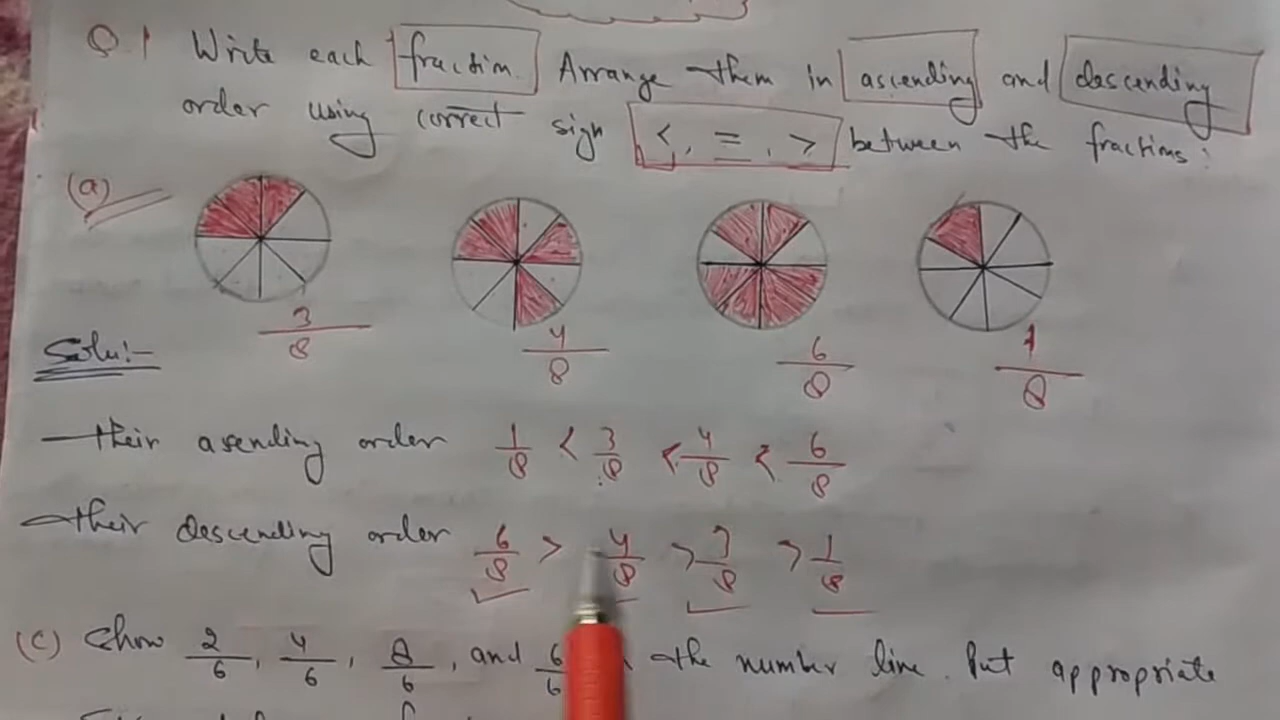 Q.1 Write each fraction. Arrange them in ascending and descending
order using correct sign <, =, > between the fractions:
(a)
3/8 4/8 6/8 1/8
Solu:-
Their asending order 1/8 < 3/8 < 4/8 < 6/8
Their descending order 6/8 > 4/8 > 3/8 > 1/8
(c) Show 2/6, 4/6, 8/6, and 6/6 the number line. Put appropriate